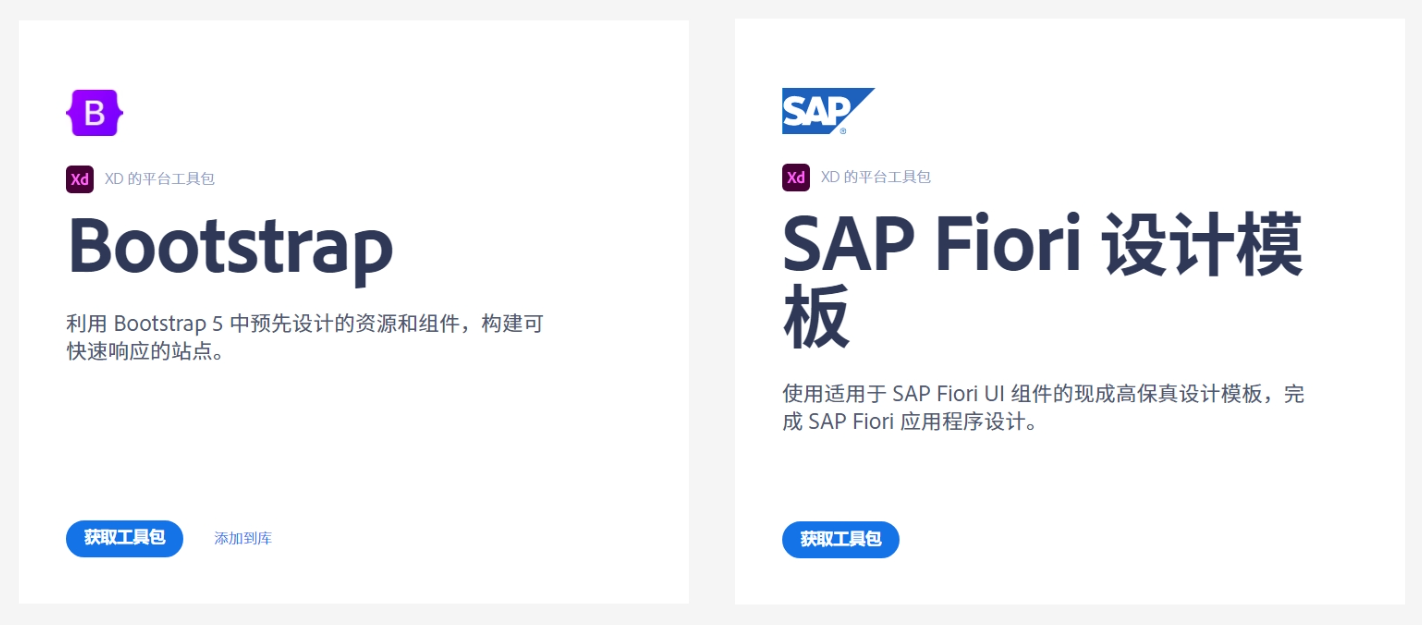 B
Xd XD 的平台工具包
Bootstrap
利用 Bootstrap 5 中预先设计的资源和组件，构建可
快速响应的站点。
获取工具包 添加到库
SAP®
Xd XD 的平台工具包
SAP Fiori 设计模
板
使用适用于 SAP Fiori UI 组件的现成高保真设计模板，完
成 SAP Fiori 应用程序设计。
获取工具包